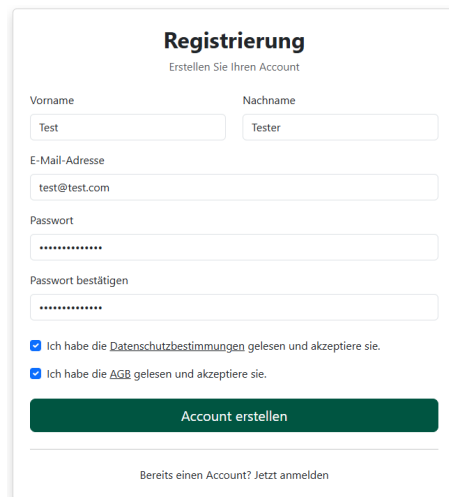 Registrierung
Erstellen Sie Ihren Account
Vorname
Nachname
Test
Tester
E-Mail-Adresse
test@test.com
Passwort
••••••••••••••
Passwort bestätigen
••••••••••••••
Ich habe die Datenschutzbestimmungen gelesen und akzeptiere sie.
Ich habe die AGB gelesen und akzeptiere sie.
Account erstellen
Bereits einen Account? Jetzt anmelden